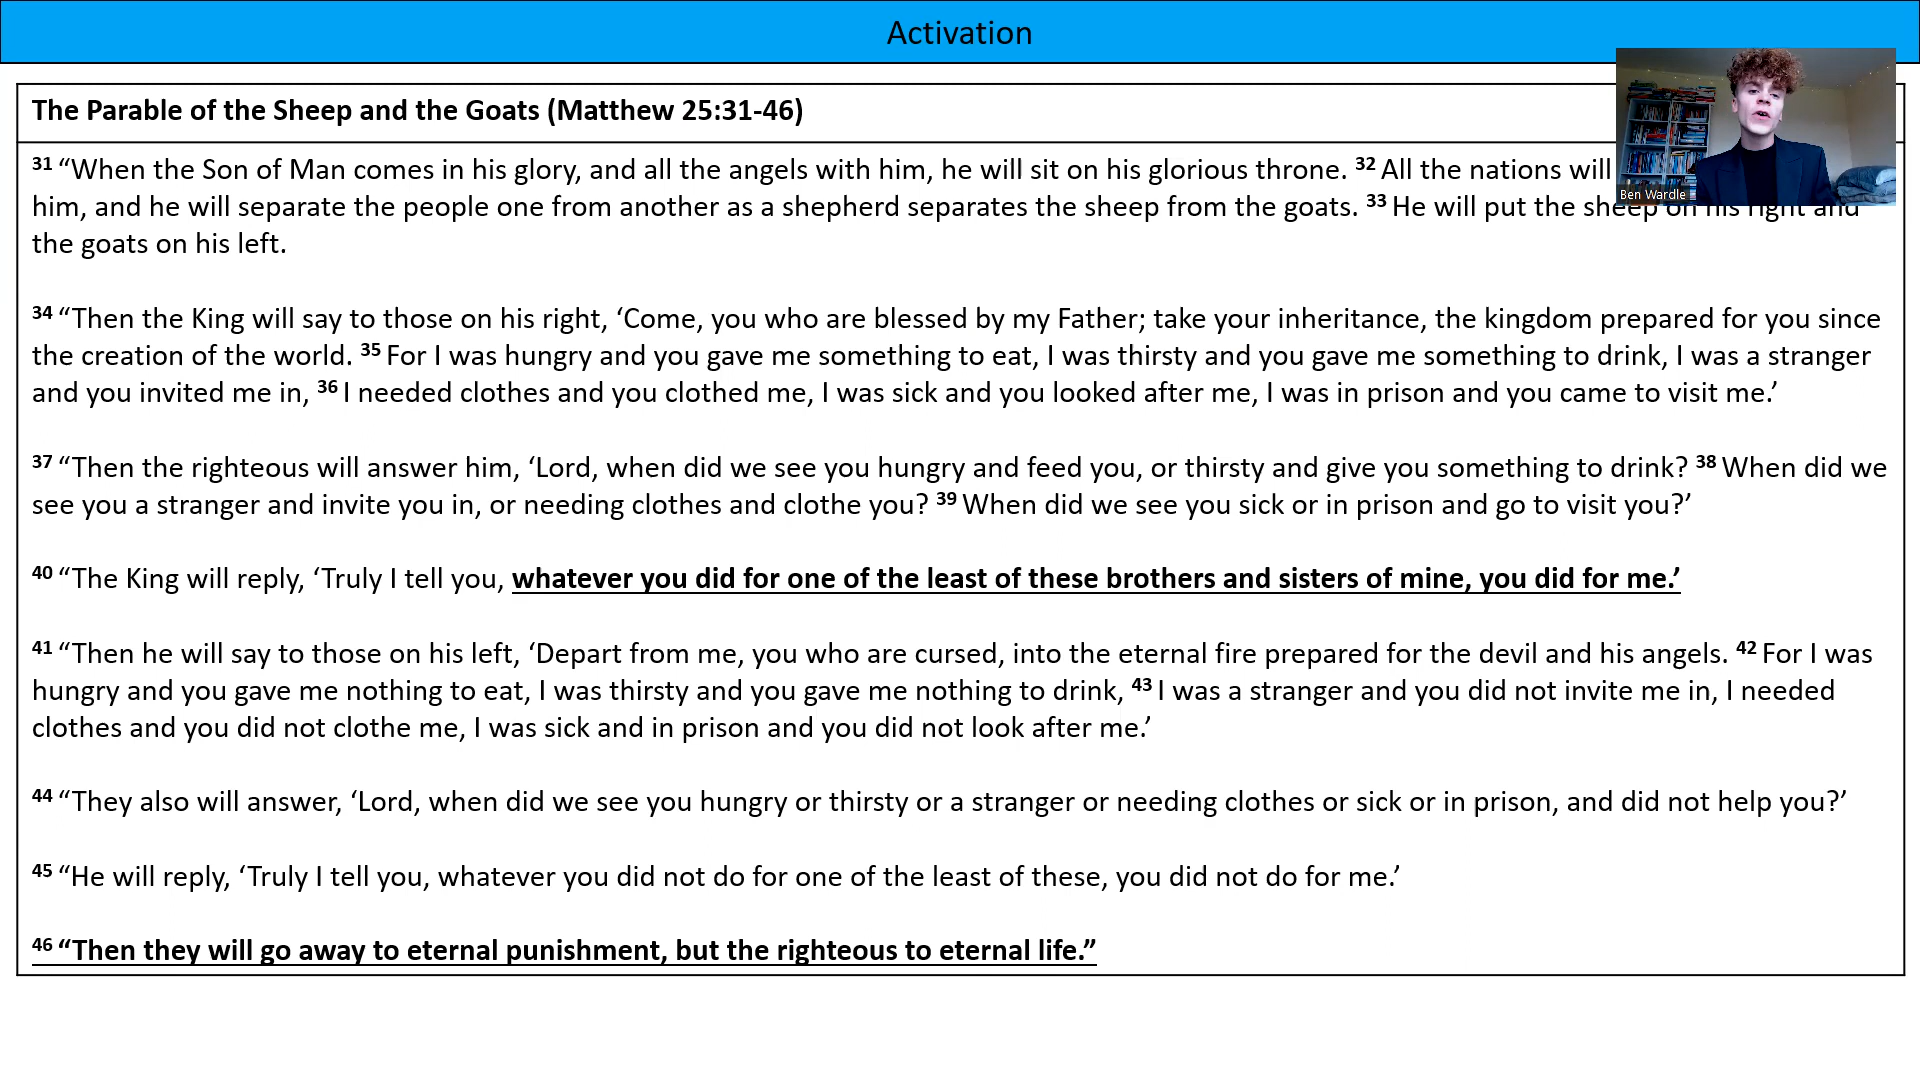 Activation
The Parable of the Sheep and the Goats (Matthew 25:31-46)
31 “When the Son of Man comes in his glory, and all the angels with him, he will sit on his glorious throne. 32 All the nations will
him, and he will separate the people one from another as a shepherd separates the sheep from the goats. 33 He will put the sheep on his right and
the goats on his left.
34 “Then the King will say to those on his right, ‘Come, you who are blessed by my Father; take your inheritance, the kingdom prepared for you since
the creation of the world. 35 For I was hungry and you gave me something to eat, I was thirsty and you gave me something to drink, I was a stranger
and you invited me in, 36 I needed clothes and you clothed me, I was sick and you looked after me, I was in prison and you came to visit me.’
37 “Then the righteous will answer him, ‘Lord, when did we see you hungry and feed you, or thirsty and give you something to drink? 38 When did we
see you a stranger and invite you in, or needing clothes and clothe you? 39 When did we see you sick or in prison and go to visit you?’
40 “The King will reply, ‘Truly I tell you, whatever you did for one of the least of these brothers and sisters of mine, you did for me.’
41 “Then he will say to those on his left, ‘Depart from me, you who are cursed, into the eternal fire prepared for the devil and his angels. 42 For I was
hungry and you gave me nothing to eat, I was thirsty and you gave me nothing to drink, 43 I was a stranger and you did not invite me in, I needed
clothes and you did not clothe me, I was sick and in prison and you did not look after me.’
44 “They also will answer, ‘Lord, when did we see you hungry or thirsty or a stranger or needing clothes or sick or in prison, and did not help you?’
45 “He will reply, ‘Truly I tell you, whatever you did not do for one of the least of these, you did not do for me.’
46 “Then they will go away to eternal punishment, but the righteous to eternal life.”
Ben Wardle